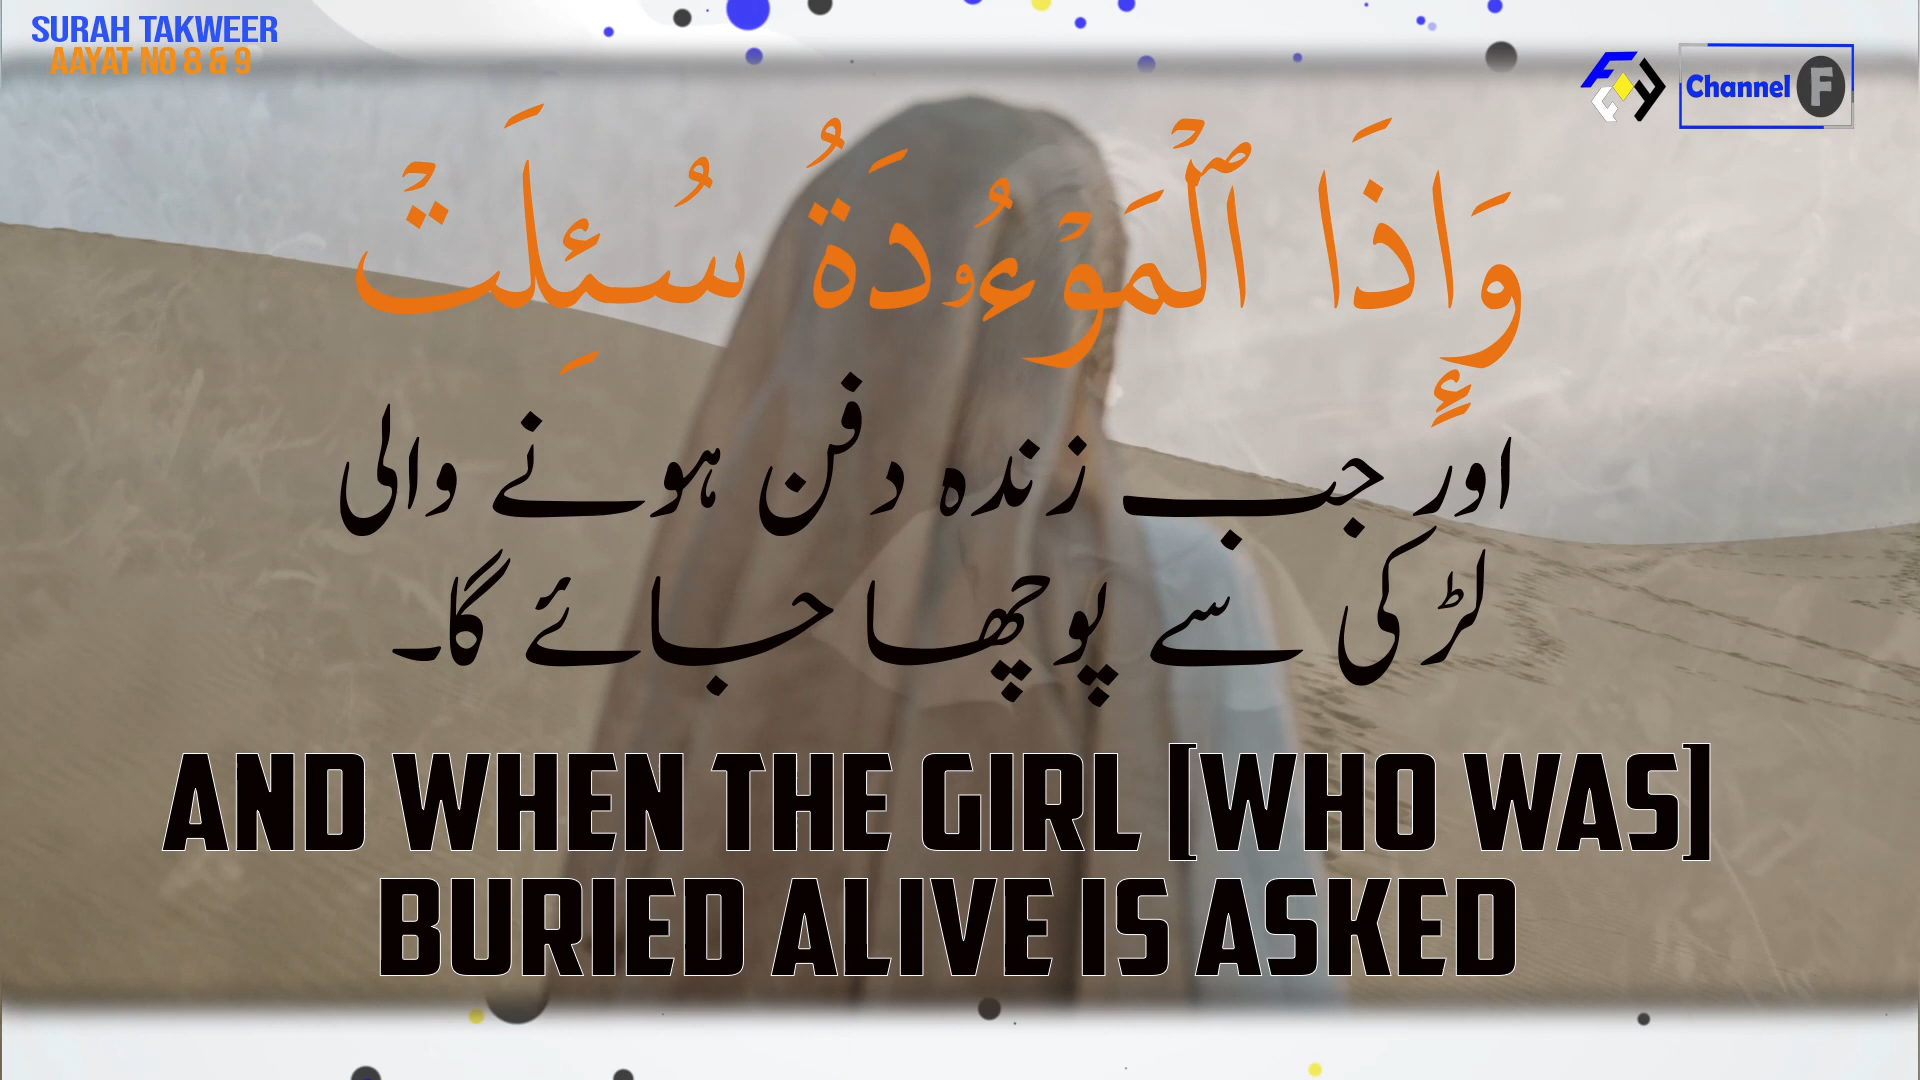 SURAH TAKWEER
AAYAT NO 8 & 9
Channel F
وَإِذَا ٱلْمَوْءُۥدَةُ سُئِلَتْ
اور جب زندہ دفن ہونے والی
لڑکی سے پوچھا جائے گا۔
AND WHEN THE GIRL [WHO WAS]
BURIED ALIVE IS ASKED